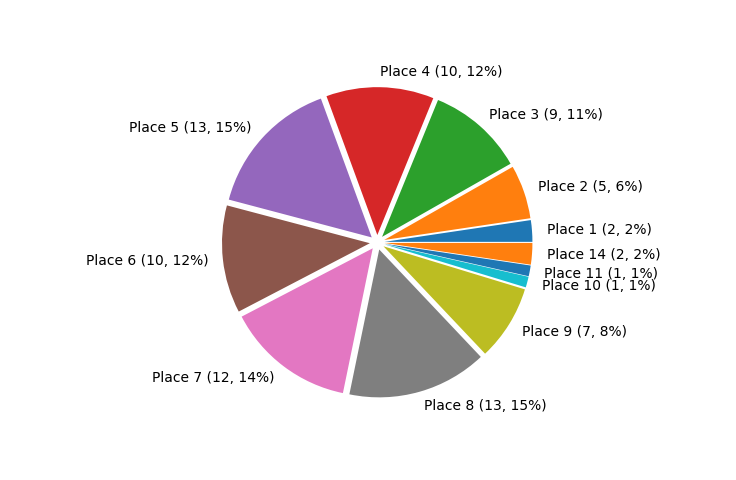 Place 4 (10, 12%)
Place 3 (9, 11%)
Place 5 (13, 15%)
Place 2 (5, 6%)
Place 1 (2, 2%)
Place 14 (2, 2%)
Place 6 (10, 12%)
Place 11 (1, 1%)
Place 10 (1, 1%)
Place 9 (7, 8%)
Place 7 (12, 14%)
Place 8 (13, 15%)